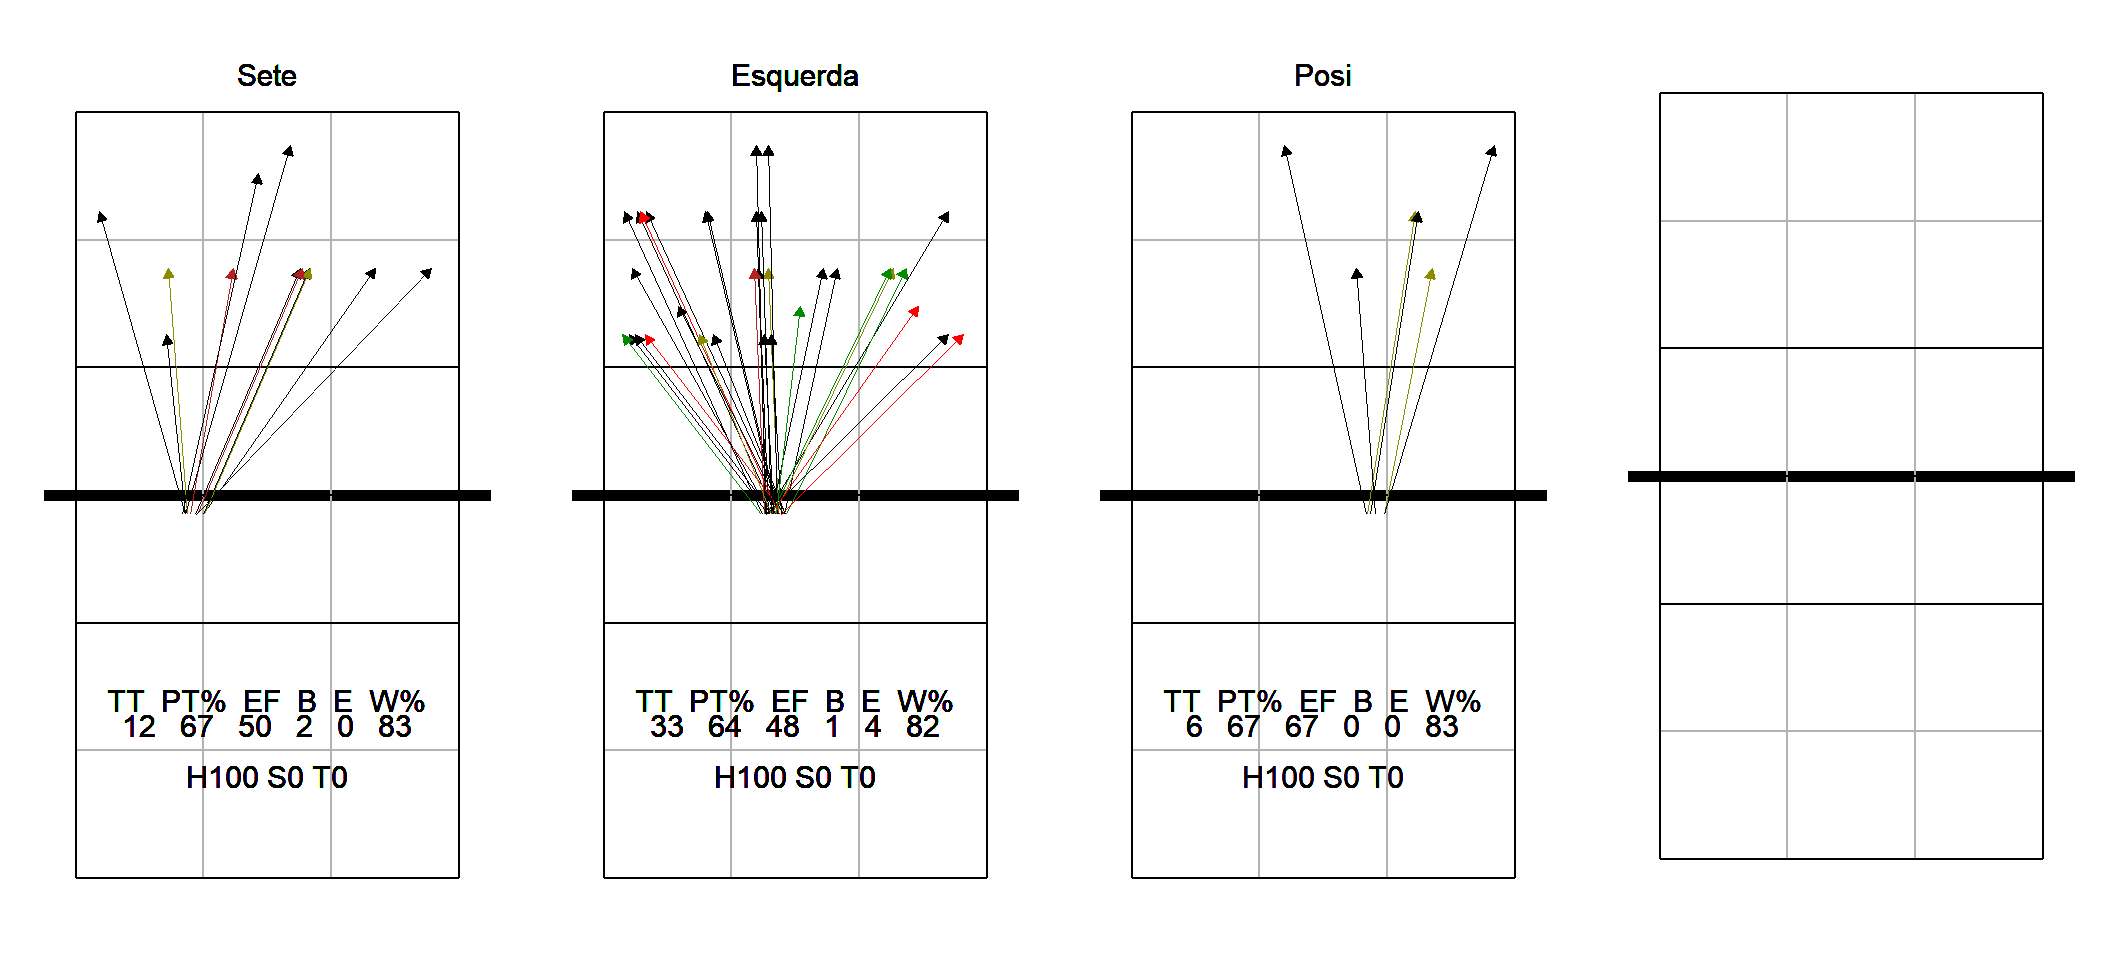 Sete
TT PT% EF B E W%
12 67 50 2 0 83
H100 S0 T0
Esquerda
TT PT% EF B E W%
33 64 48 1 4 82
H100 S0 T0
Posi
TT PT% EF B E W%
6 67 67 0 0 83
H100 S0 T0